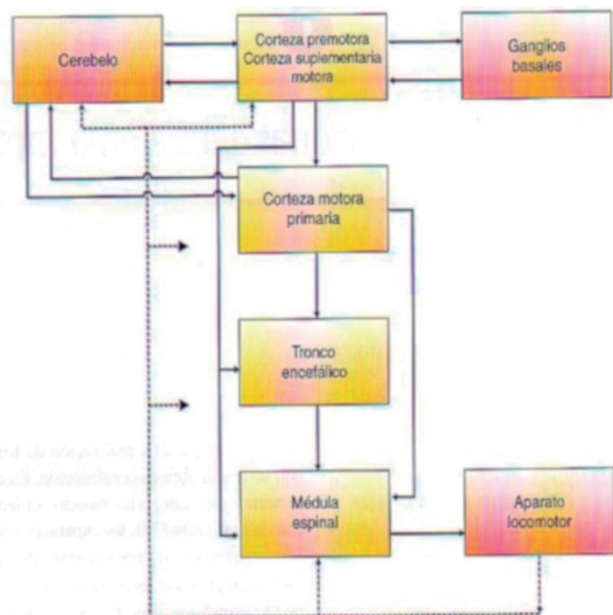 Cerebelo
Corteza premotora
Corteza suplementaria
motora
Ganglios
basales
Corteza motora
primaria
Tronco
encefálico
Médula
espinal
Aparato
locomotor